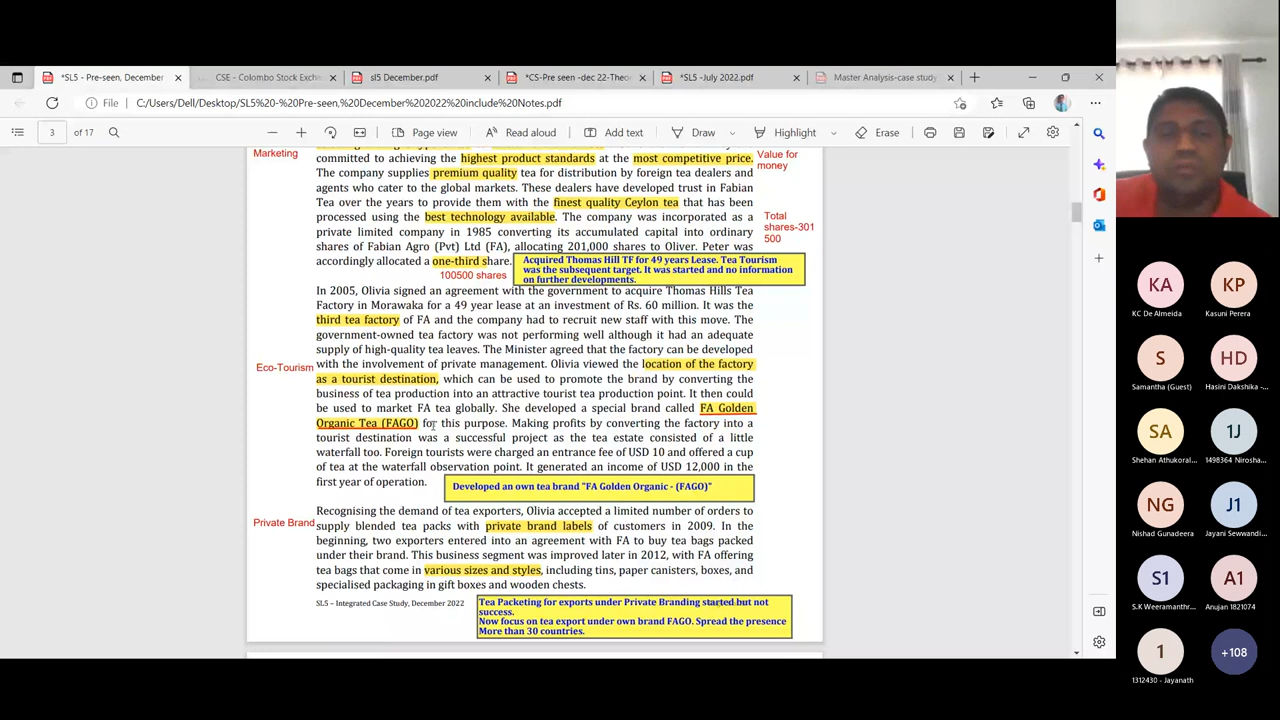 *SL5 - Pre-seen, December
CSE - Colombo Stock Exch
sl5 December.pdf
*CS-Pre seen -dec 22-Theor
*SL5 -July 2022.pdf
Master Analysis-case study
File
C:/Users/Dell/Desktop/SL5%20-%20Pre-seen,%20December%202022%20include%20Notes.pdf
3 of 17
Page view
Read aloud
Add text
Draw
Highlight
Erase
Marketing
committed to achieving the highest product standards at the most competitive price.
Value for
money
The company supplies premium quality tea for distribution by foreign tea dealers and
agents who cater to the global markets. These dealers have developed trust in Fabian
Tea over the years to provide them with the finest quality Ceylon tea that has been
processed using the best technology available. The company was incorporated as a
private limited company in 1985 converting its accumulated capital into ordinary
shares of Fabian Agro (Pvt) Ltd (FA), allocating 201,000 shares to Oliver. Peter was
accordingly allocated a one-third share.
Total
shares-301
500
100500 shares
Acquired Thomas Hill TF for 49 years Lease. Tea Tourism
was the subsequent target. It was started and no information
on further developments.
In 2005, Olivia signed an agreement with the government to acquire Thomas Hills Tea
Factory in Morawaka for a 49 year lease at an investment of Rs. 60 million. It was the
third tea factory of FA and the company had to recruit new staff with this move. The
government-owned tea factory was not performing well although it had an adequate
supply of high-quality tea leaves. The Minister agreed that the factory can be developed
with the involvement of private management. Olivia viewed the location of the factory
Eco-Tourism
as a tourist destination, which can be used to promote the brand by converting the
business of tea production into an attractive tourist tea production point. It then could
be used to market FA tea globally. She developed a special brand called FA Golden
Organic Tea (FAGO) for this purpose. Making profits by converting the factory into a
tourist destination was a successful project as the tea estate consisted of a little
waterfall too. Foreign tourists were charged an entrance fee of USD 10 and offered a cup
of tea at the waterfall observation point. It generated an income of USD 12,000 in the
first year of operation.
Developed an own tea brand "FA Golden Organic - (FAGO)"
Recognising the demand of tea exporters, Olivia accepted a limited number of orders to
Private Brand
supply blended tea packs with private brand labels of customers in 2009. In the
beginning, two exporters entered into an agreement with FA to buy tea bags packed
under their brand. This business segment was improved later in 2012, with FA offering
tea bags that come in various sizes and styles, including tins, paper canisters, boxes, and
specialised packaging in gift boxes and wooden chests.
SL5 – Integrated Case Study, December 2022
Tea Packeting for exports under Private Branding started but not
success.
Now focus on tea export under own brand FAGO. Spread the presence
More than 30 countries.
KA
KC De Almeida
KP
Kasuni Perera
S
Samantha (Guest)
HD
Hasini Dakshika -...
SA
Shehan Athukoral...
1J
1498364 Nirosha...
NG
Nishad Gunadeera
J1
Jayani Sewwandi...
S1
S.K Weeramanthr...
A1
Anujan 1821074
1
1312430 - Jayanath
+108